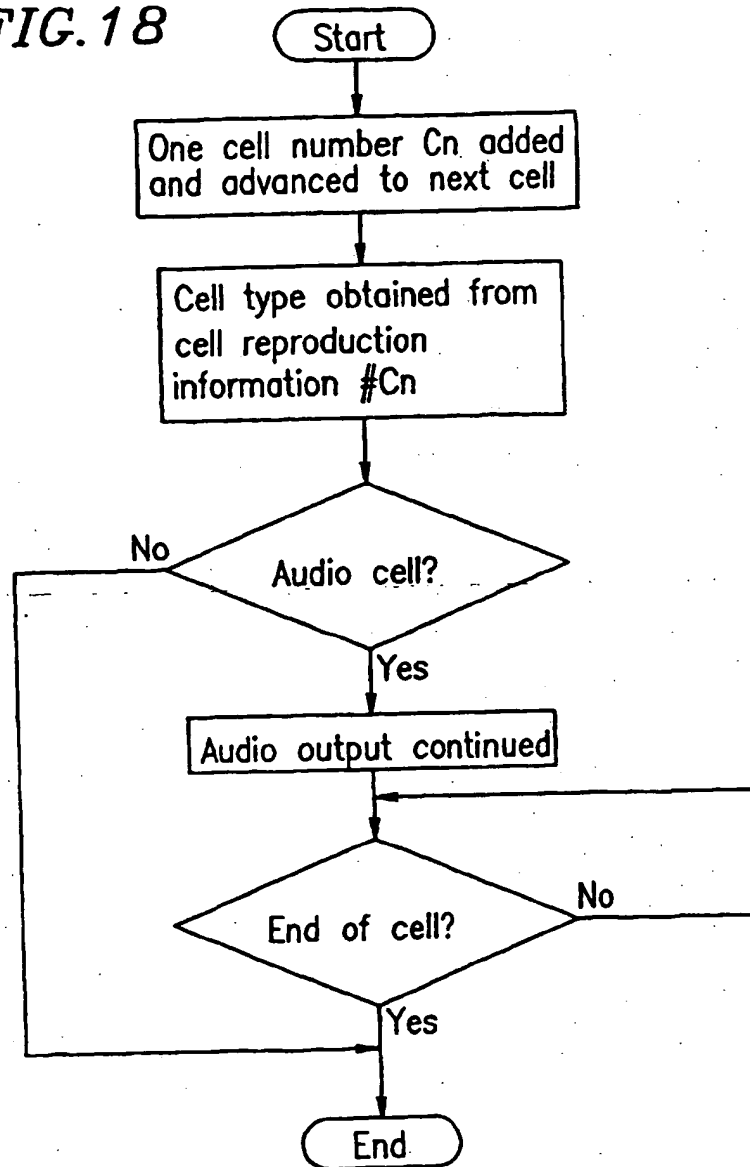 FIG.18
Start
One cell number Cn added
and advanced to next cell
Cell type obtained from
cell reproduction
information #Cn
No
Audio cell?
Yes
Audio output continued
No
End of cell?
Yes
End